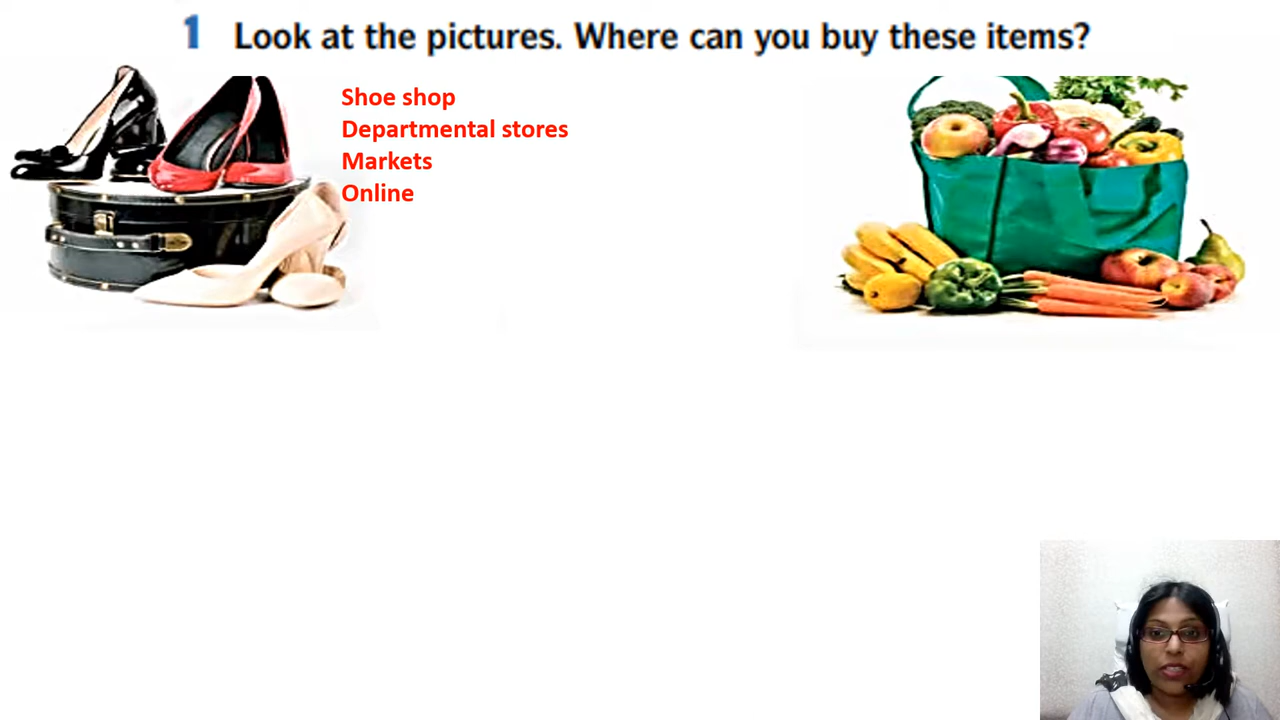 1 Look at the pictures. Where can you buy these items?
Shoe shop
Departmental stores
Markets
Online